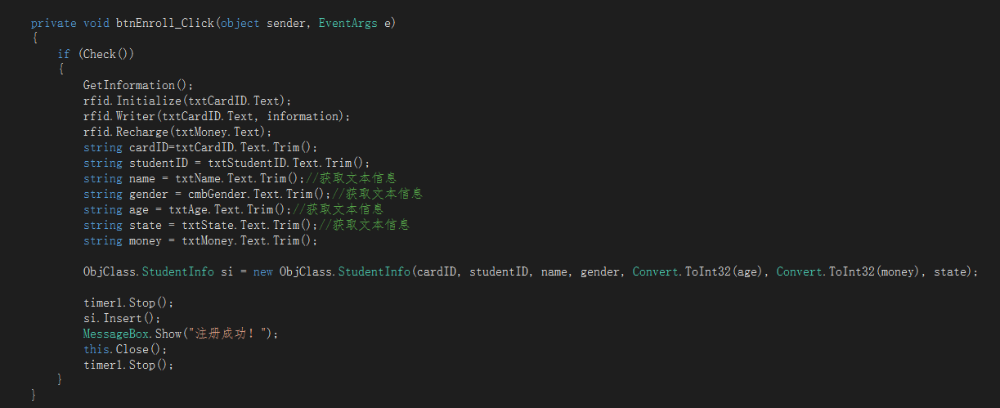 private void btnEnroll_Click(object sender, EventArgs e)
{
if (Check())
{
GetInformation();
rfid.Initialize(txtCardID.Text);
rfid.Writer(txtCardID.Text, information);
rfid.Recharge(txtMoney.Text);
string cardID=txtCardID.Text.Trim();
string studentID = txtStudentID.Text.Trim();
string name = txtName.Text.Trim();//获取文本信息
string gender = cmbGender.Text.Trim();//获取文本信息
string age = txtAge.Text.Trim();//获取文本信息
string state = txtState.Text.Trim();//获取文本信息
string money = txtMoney.Text.Trim();
ObjClass.StudentInfo si = new ObjClass.StudentInfo(cardID, studentID, name, gender, Convert.ToInt32(age), Convert.ToInt32(money), state);
timer1.Stop();
si.Insert();
MessageBox.Show("注册成功！");
this.Close();
timer1.Stop();
}
}